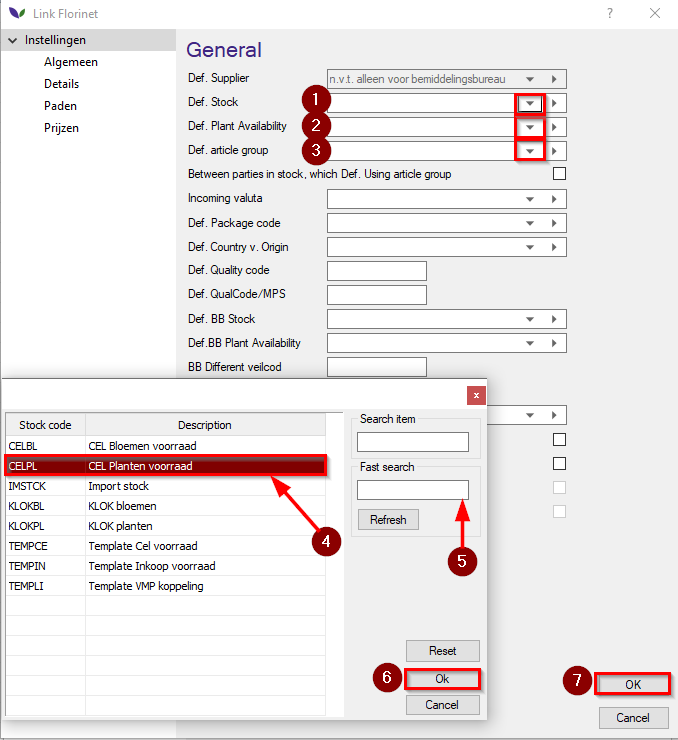 Link Florinet
Instellingen
Algemeen
Details
Paden
Prijzen
General
Def. Supplier n.v.t. alleen voor bemiddelingsbureau
Def. Stock 1
Def. Plant Availability 2
Def. article group 3
Between parties in stock, which Def. Using article group
Incoming valuta
Def. Package code
Def. Country v. Origin
Def. Quality code
Def. QualCode/MPS
Def. BB Stock
Def.BB Plant Availability
BB Different veilcod
x
Stock code Description
CELBL CEL Bloemen voorraad
CELPL CEL Planten voorraad
IMSTCK Import stock
KLOKBL KLOK bloemen
KLOKPL KLOK planten
TEMPCE Template Cel voorraad
TEMPIN Template Inkoop voorraad
TEMPLI Template VMP koppeling
4
Search item
Fast search
Refresh
5
Reset
6 Ok
Cancel
7 OK
Cancel